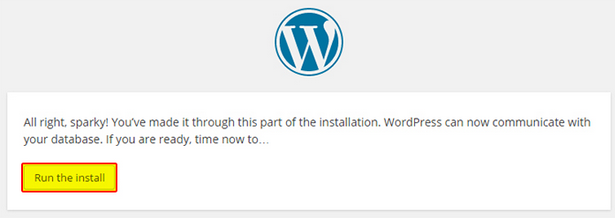 All right, sparky! You’ve made it through this part of the installation. WordPress can now communicate with
your database. If you are ready, time now to…
Run the install